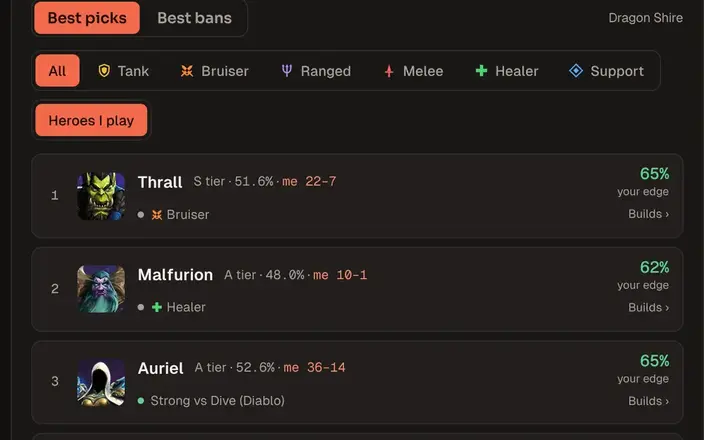 Best picks Best bans Dragon Shire
All Tank Bruiser Ranged Melee Healer Support
Heroes I play
1 Thrall S tier · 51.6% · me 22–7 65%
your edge
Bruiser Builds ›
2 Malfurion A tier · 48.0% · me 10–1 62%
your edge
Healer Builds ›
3 Auriel A tier · 52.6% · me 36–14 65%
your edge
Strong vs Dive (Diablo) Builds ›